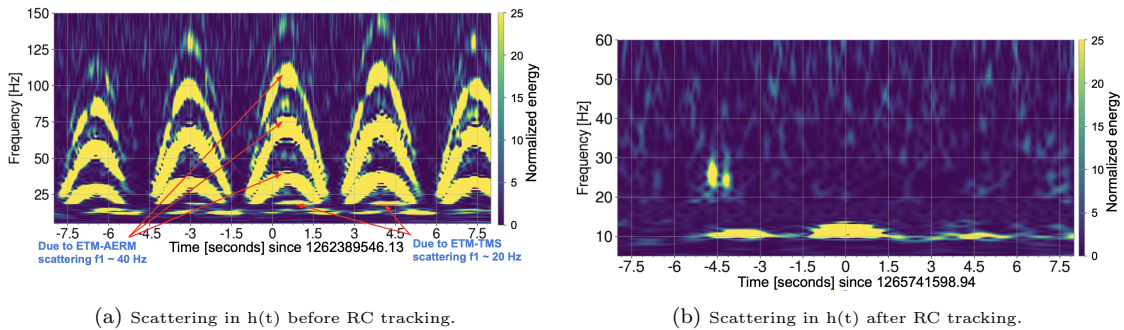 150
125
100
75
50
25
Frequency [Hz]
-7.5 -6 -4.5 -3 -1.5 0 1.5 3 4.5 6 7.5
Time [seconds] since 1262389546.13
25
20
15
10
5
0
Normalized energy
Due to ETM-AERM
scattering f1 ~ 40 Hz
Due to ETM-TMS
scattering f1 ~ 20 Hz
(a) Scattering in h(t) before RC tracking.
60
50
40
30
20
10
Frequency [Hz]
-7.5 -6 -4.5 -3 -1.5 0 1.5 3 4.5 6 7.5
Time [seconds] since 1265741598.94
25
20
15
10
5
0
Normalized energy
(b) Scattering in h(t) after RC tracking.